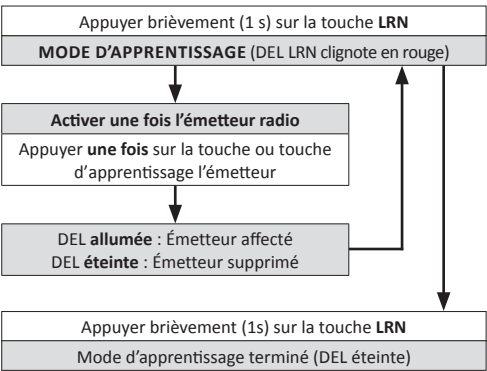 Appuyer brièvement (1 s) sur la touche LRN
MODE D'APPRENTISSAGE (DEL LRN clignote en rouge)
Activer une fois l'émetteur radio
Appuyer une fois sur la touche ou touche
d'apprentissage l'émetteur
DEL allumée : Émetteur affecté
DEL éteinte : Émetteur supprimé
Appuyer brièvement (1s) sur la touche LRN
Mode d'apprentissage terminé (DEL éteinte)